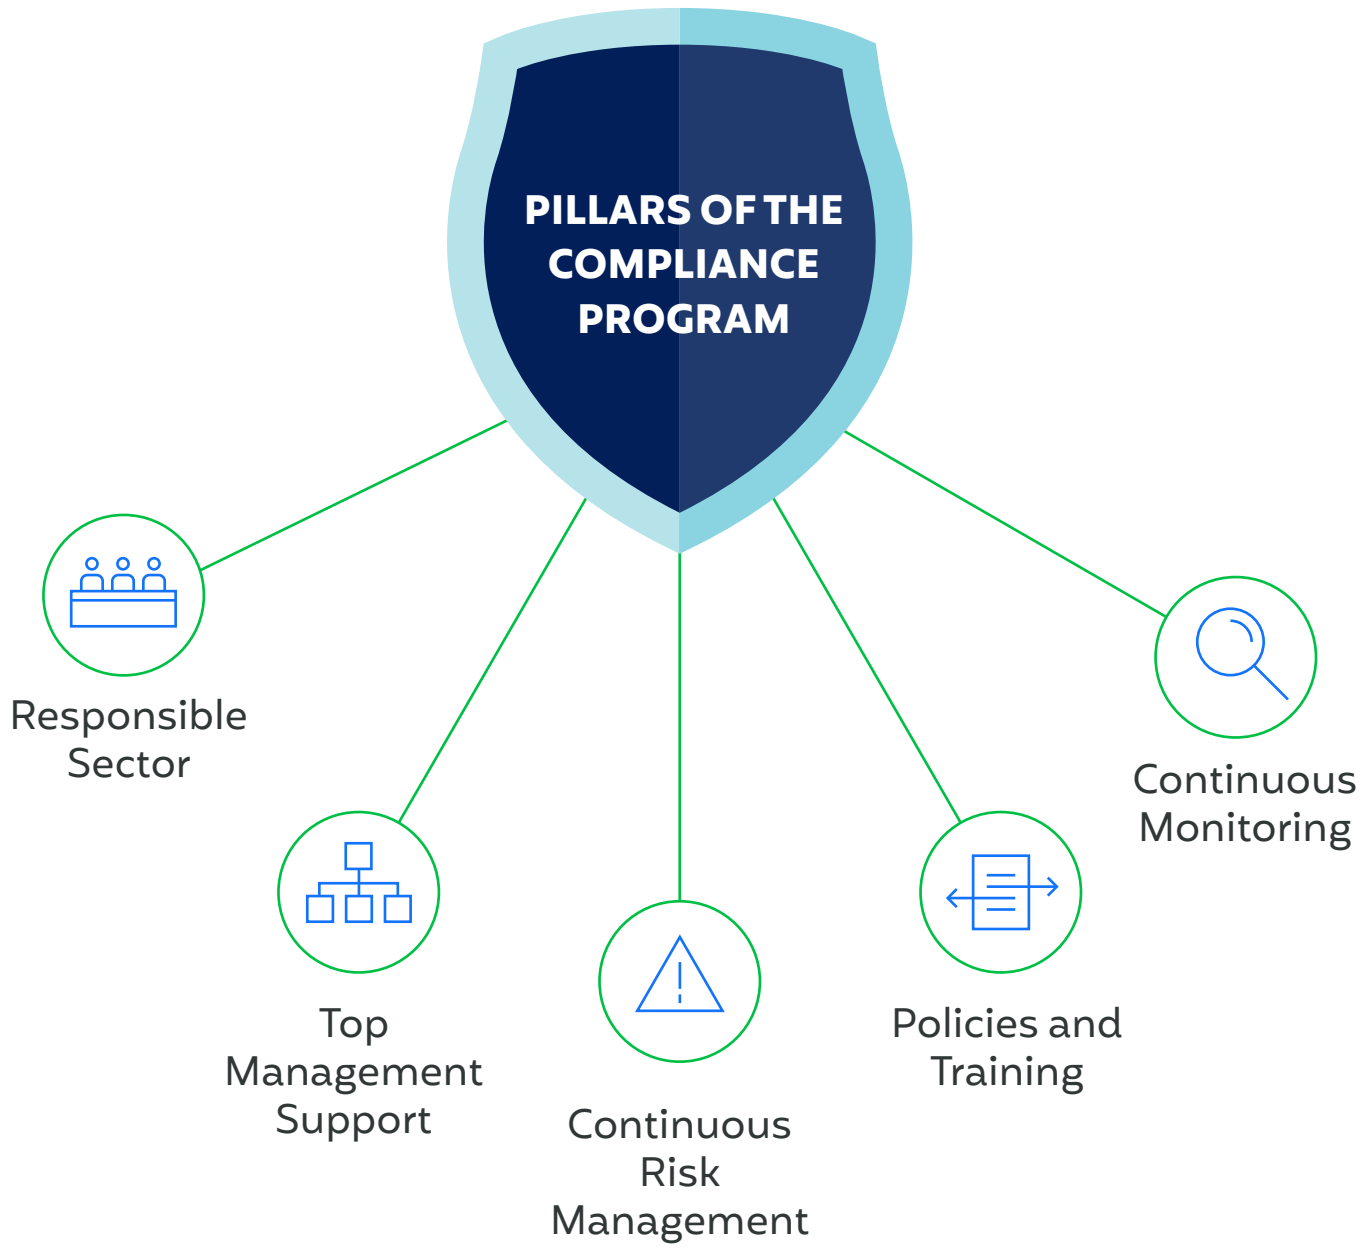 PILLARS OF THE
COMPLIANCE
PROGRAM
Responsible
Sector
Top
Management
Support
Continuous
Risk
Management
Policies and
Training
Continuous
Monitoring